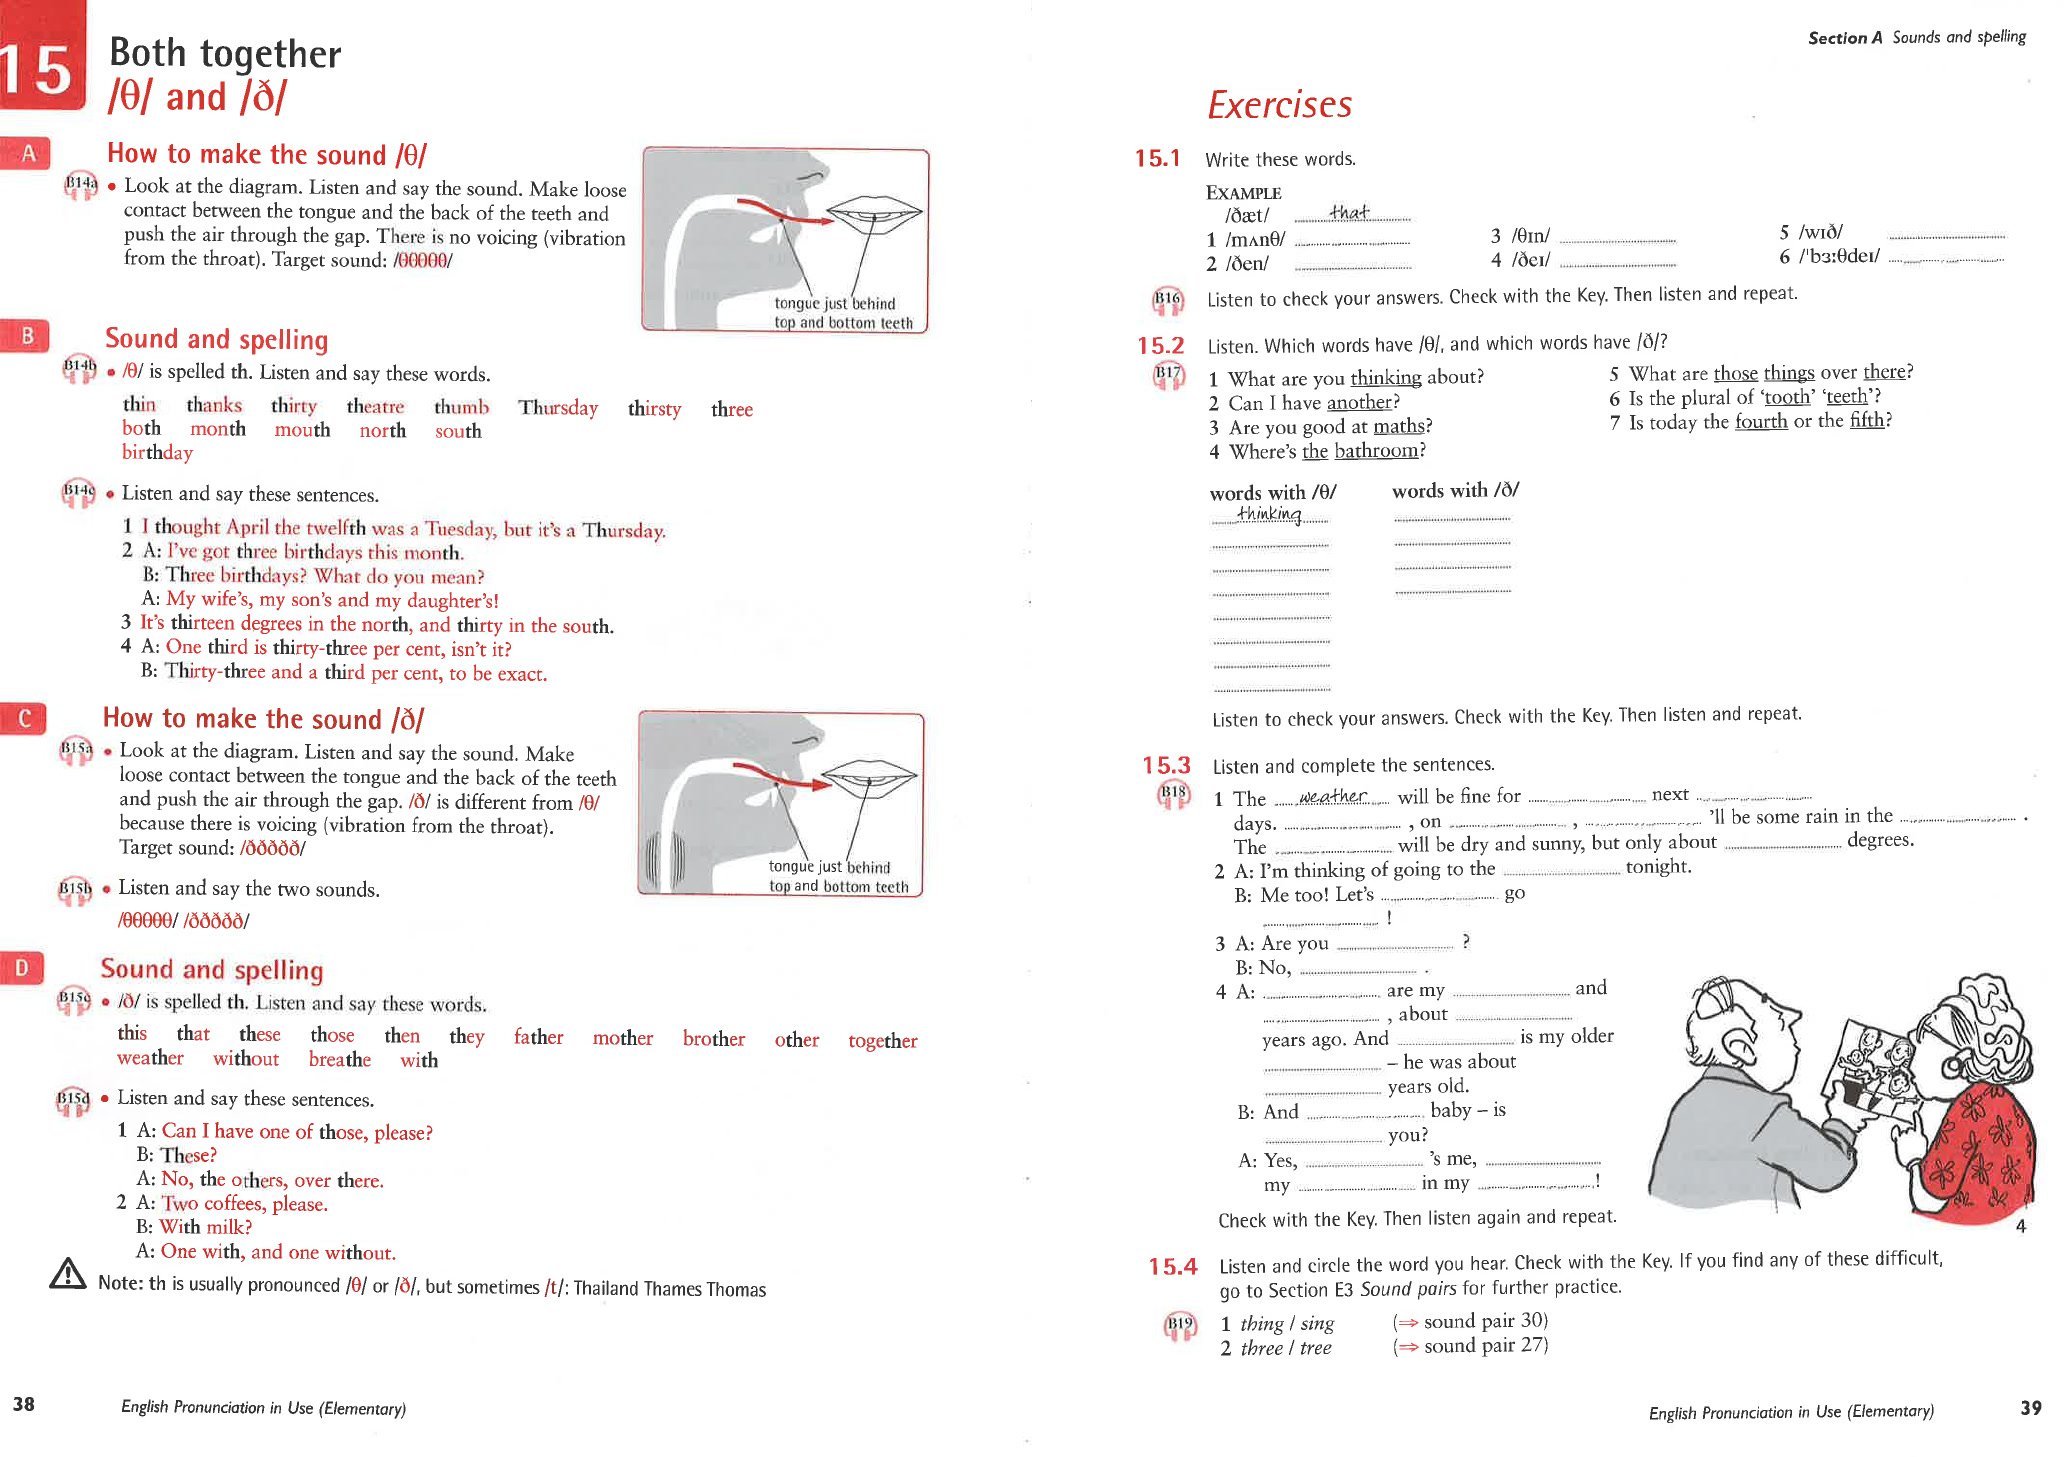 15
Both together
/θ/ and /ð/
A
How to make the sound /θ/
B14a
• Look at the diagram. Listen and say the sound. Make loose
contact between the tongue and the back of the teeth and
push the air through the gap. There is no voicing (vibration
from the throat). Target sound: /θθθθθ/
tongue just behind
top and bottom teeth
B
Sound and spelling
B14b
• /θ/ is spelled th. Listen and say these words.
thin thanks thirty theatre thumb Thursday thirsty three
both month mouth north south
birthday
B14c
• Listen and say these sentences.
1 I thought April the twelfth was a Tuesday, but it's a Thursday.
2 A: I've got three birthdays this month.
B: Three birthdays? What do you mean?
A: My wife's, my son's and my daughter's!
3 It's thirteen degrees in the north, and thirty in the south.
4 A: One third is thirty-three per cent, isn't it?
B: Thirty-three and a third per cent, to be exact.
C
How to make the sound /ð/
B15a
• Look at the diagram. Listen and say the sound. Make
loose contact between the tongue and the back of the teeth
and push the air through the gap. /ð/ is different from /θ/
because there is voicing (vibration from the throat).
Target sound: /ððððð/
tongue just behind
top and bottom teeth
B15b
• Listen and say the two sounds.
/θθθθθ/ /ððððð/
D
Sound and spelling
B15c
• /ð/ is spelled th. Listen and say these words.
this that these those then they father mother brother other together
weather without breathe with
B15d
• Listen and say these sentences.
1 A: Can I have one of those, please?
B: These?
A: No, the others, over there.
2 A: Two coffees, please.
B: With milk?
A: One with, and one without.
Note: th is usually pronounced /θ/ or /ð/, but sometimes /t/: Thailand Thames Thomas
38 English Pronunciation in Use (Elementary)
Section A Sounds and spelling
Exercises
15.1 Write these words.
EXAMPLE
/ðæt/ that
1 /mʌnθ/ 3 /θɪn/ 5 /wɪð/
2 /ðen/ 4 /ðeɪ/ 6 /ˈbɜːθdeɪ/
B16
Listen to check your answers. Check with the Key. Then listen and repeat.
15.2 Listen. Which words have /θ/, and which words have /ð/?
B17
1 What are you thinking about? 5 What are those things over there?
2 Can I have another? 6 Is the plural of 'tooth' 'teeth'?
3 Are you good at maths? 7 Is today the fourth or the fifth?
4 Where's the bathroom?
words with /θ/ words with /ð/
thinking
Listen to check your answers. Check with the Key. Then listen and repeat.
15.3 Listen and complete the sentences.
B18
1 The weather will be fine for next
days. , on , 'll be some rain in the .
The will be dry and sunny, but only about degrees.
2 A: I'm thinking of going to the tonight.
B: Me too! Let's go
!
3 A: Are you ?
B: No, .
4 A: are my and
, about
years ago. And is my older
– he was about
years old.
B: And baby – is
you?
A: Yes, 's me,
my in my !
4
Check with the Key. Then listen again and repeat.
15.4 Listen and circle the word you hear. Check with the Key. If you find any of these difficult,
go to Section E3 Sound pairs for further practice.
B19
1 thing / sing (⇒ sound pair 30)
2 three / tree (⇒ sound pair 27)
English Pronunciation in Use (Elementary) 39